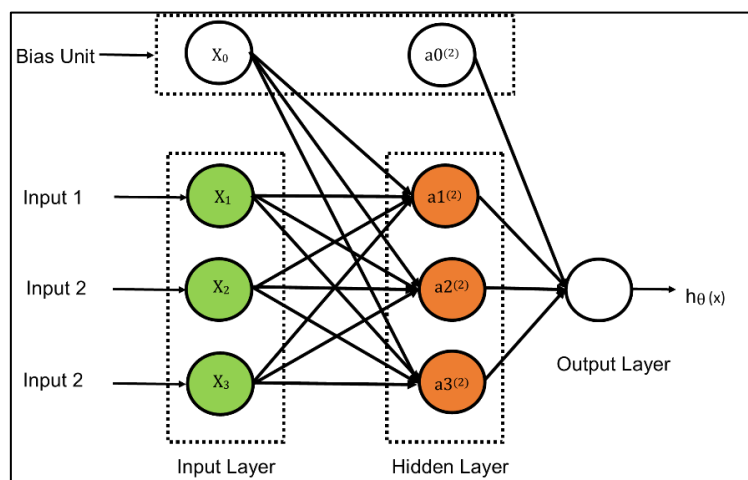 Bias Unit
X₀
a0⁽²⁾
Input 1
X₁
a1⁽²⁾
Input 2
X₂
a2⁽²⁾
hθ(x)
Input 2
X₃
a3⁽²⁾
Output Layer
Input Layer
Hidden Layer